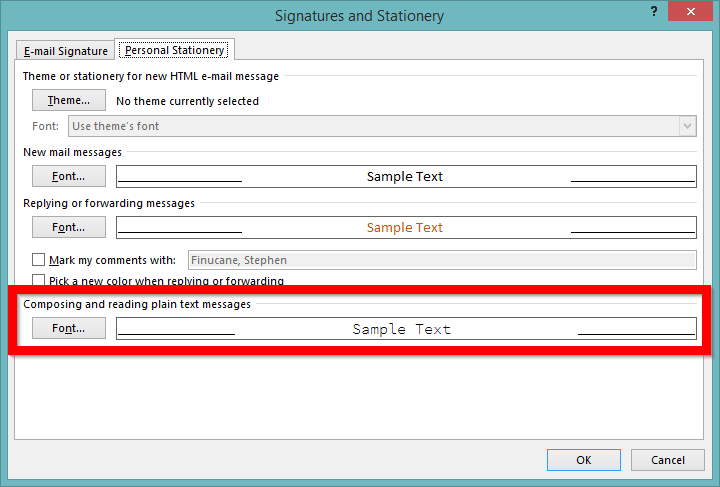 Signatures and Stationery
?
E-mail Signature Personal Stationery
Theme or stationery for new HTML e-mail message
Theme... No theme currently selected
Font: Use theme's font
New mail messages
Font... Sample Text
Replying or forwarding messages
Font... Sample Text
Mark my comments with: Finucane, Stephen
Pick a new color when replying or forwarding
Composing and reading plain text messages
Font... Sample Text
OK Cancel